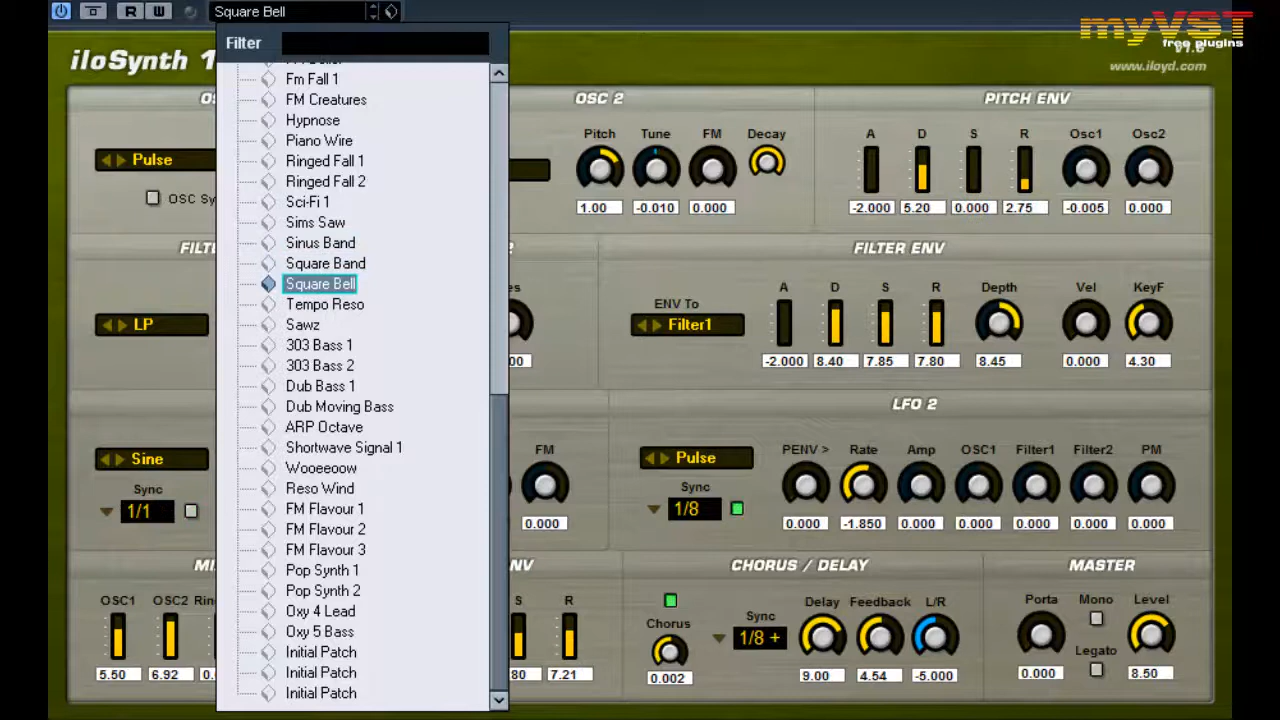 R W Square Bell
myVST
free plugins
Filter
iloSynth 1
www.iloyd.com
OSC 2
PITCH ENV
Fm Fall 1
FM Creatures
Hypnose
Piano Wire
Ringed Fall 1
Ringed Fall 2
Sci-Fi 1
Sims Saw
Sinus Band
Square Band
Square Bell
Tempo Reso
Sawz
303 Bass 1
303 Bass 2
Dub Bass 1
Dub Moving Bass
ARP Octave
Shortwave Signal 1
Wooeeoow
Reso Wind
FM Flavour 1
FM Flavour 2
FM Flavour 3
Pop Synth 1
Pop Synth 2
Oxy 4 Lead
Oxy 5 Bass
Initial Patch
Initial Patch
Initial Patch
Pulse
OSC Sy
Pitch Tune FM Decay
1.00 -0.010 0.000
A D S R Osc1 Osc2
-2.000 5.20 0.000 2.75 -0.005 0.000
FILTER ENV
LP
ENV To
Filter1
A D S R Depth Vel KeyF
-2.000 8.40 7.85 7.80 8.45 0.000 4.30
LFO 2
Sine
Sync
1/1
FM
0.000
Pulse
Sync
1/8
PENV > Rate Amp OSC1 Filter1 Filter2 PM
0.000 -1.850 0.000 0.000 0.000 0.000 0.000
OSC1 OSC2
5.50 6.92
S R
7.21
CHORUS / DELAY
Chorus
0.002
Sync
1/8 +
Delay Feedback L/R
9.00 4.54 -5.000
MASTER
Porta Mono Level
Legato
0.000 8.50